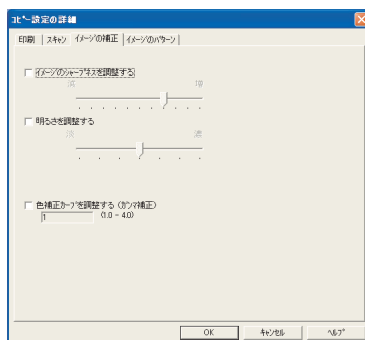 コピー設定の詳細
印刷 スキャン イメージの補正 イメージのパターン
イメージのシャープネスを調整する
減 増
明るさを調整する
淡 濃
色補正カーブを調整する (ガンマ補正)
1 (1.0 - 4.0)
OK キャンセル ヘルプ